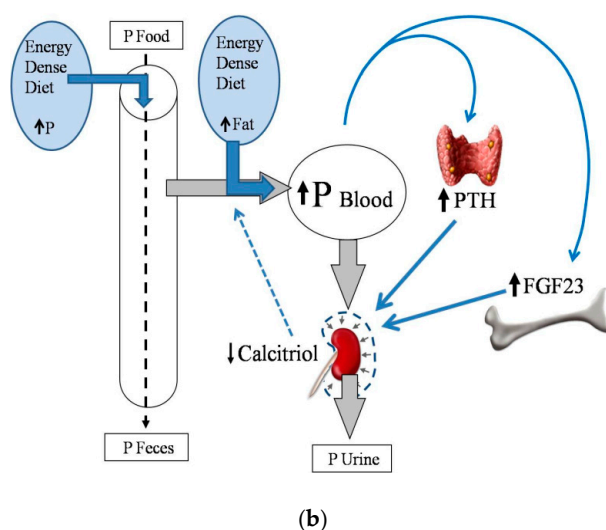 Energy
Dense
Diet
↑P
P Food
Energy
Dense
Diet
↑Fat
↑P Blood
↑PTH
↑FGF23
↓Calcitriol
P Feces
P Urine
(b)